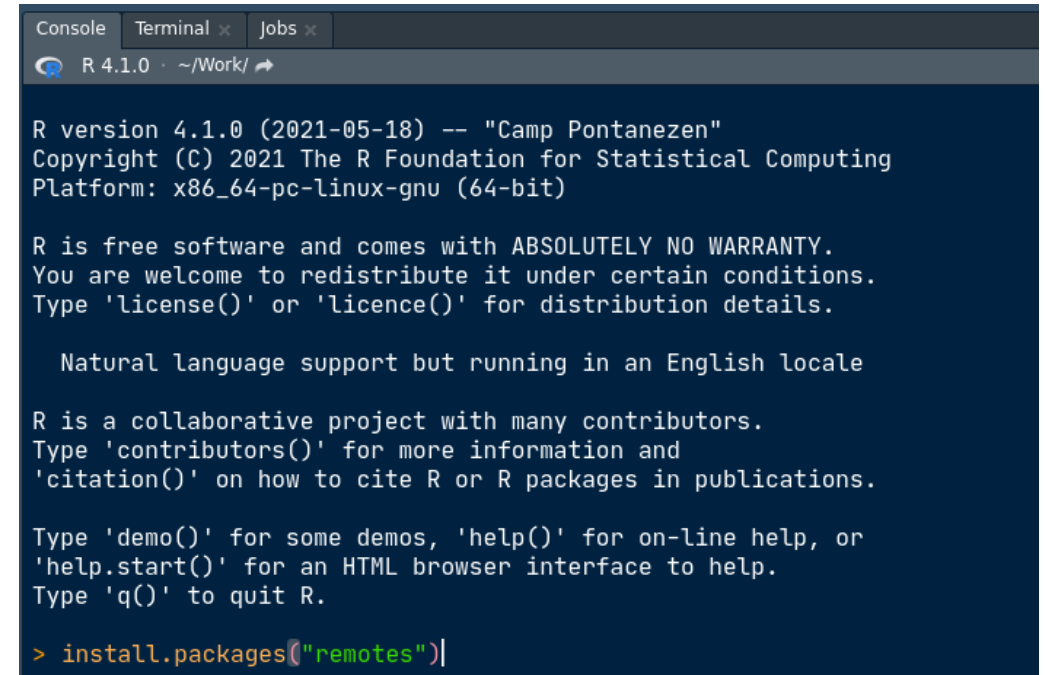 Console Terminal × Jobs ×
R R 4.1.0 · ~/Work/
R version 4.1.0 (2021-05-18) -- "Camp Pontanezen"
Copyright (C) 2021 The R Foundation for Statistical Computing
Platform: x86_64-pc-linux-gnu (64-bit)
R is free software and comes with ABSOLUTELY NO WARRANTY.
You are welcome to redistribute it under certain conditions.
Type 'license()' or 'licence()' for distribution details.
Natural language support but running in an English locale
R is a collaborative project with many contributors.
Type 'contributors()' for more information and
'citation()' on how to cite R or R packages in publications.
Type 'demo()' for some demos, 'help()' for on-line help, or
'help.start()' for an HTML browser interface to help.
Type 'q()' to quit R.
> install.packages("remotes")